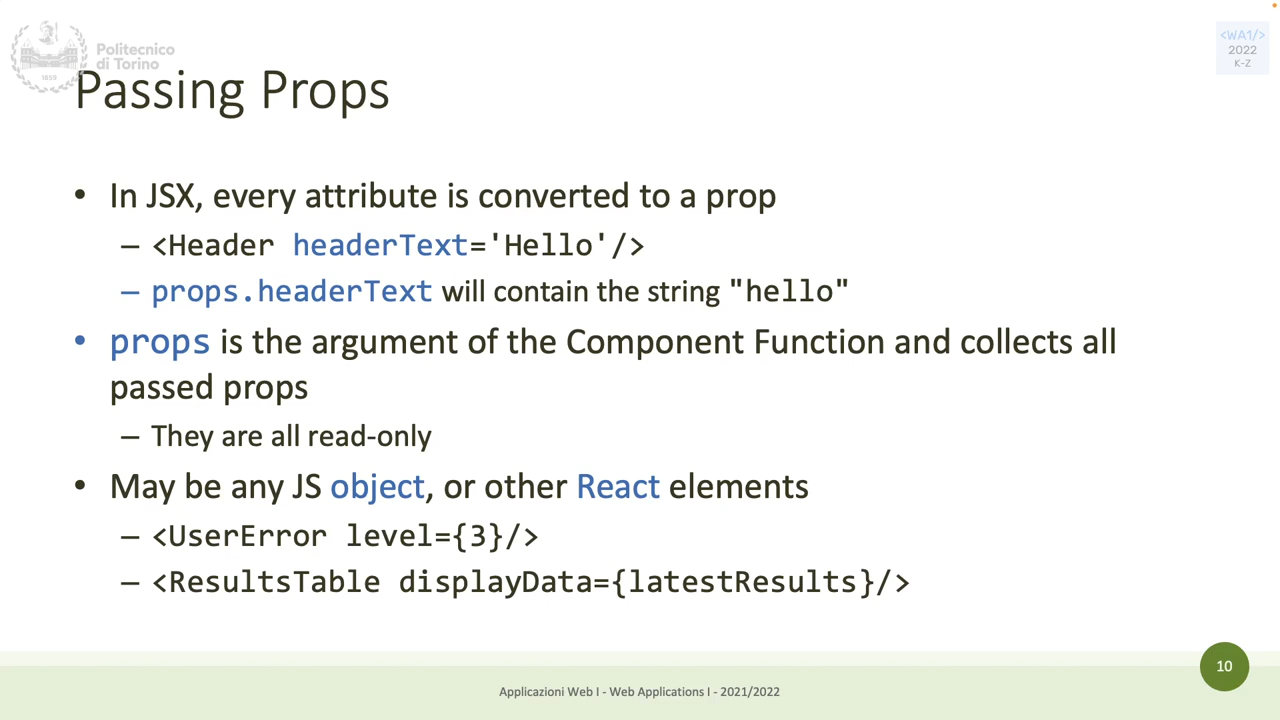 Politecnico
di Torino
1859
<WA1/>
2022
K-Z
Passing Props
• In JSX, every attribute is converted to a prop
– <Header headerText='Hello'/>
– props.headerText will contain the string "hello"
• props is the argument of the Component Function and collects all
passed props
– They are all read-only
• May be any JS object, or other React elements
– <UserError level={3}/>
– <ResultsTable displayData={latestResults}/>
10
Applicazioni Web I - Web Applications I - 2021/2022